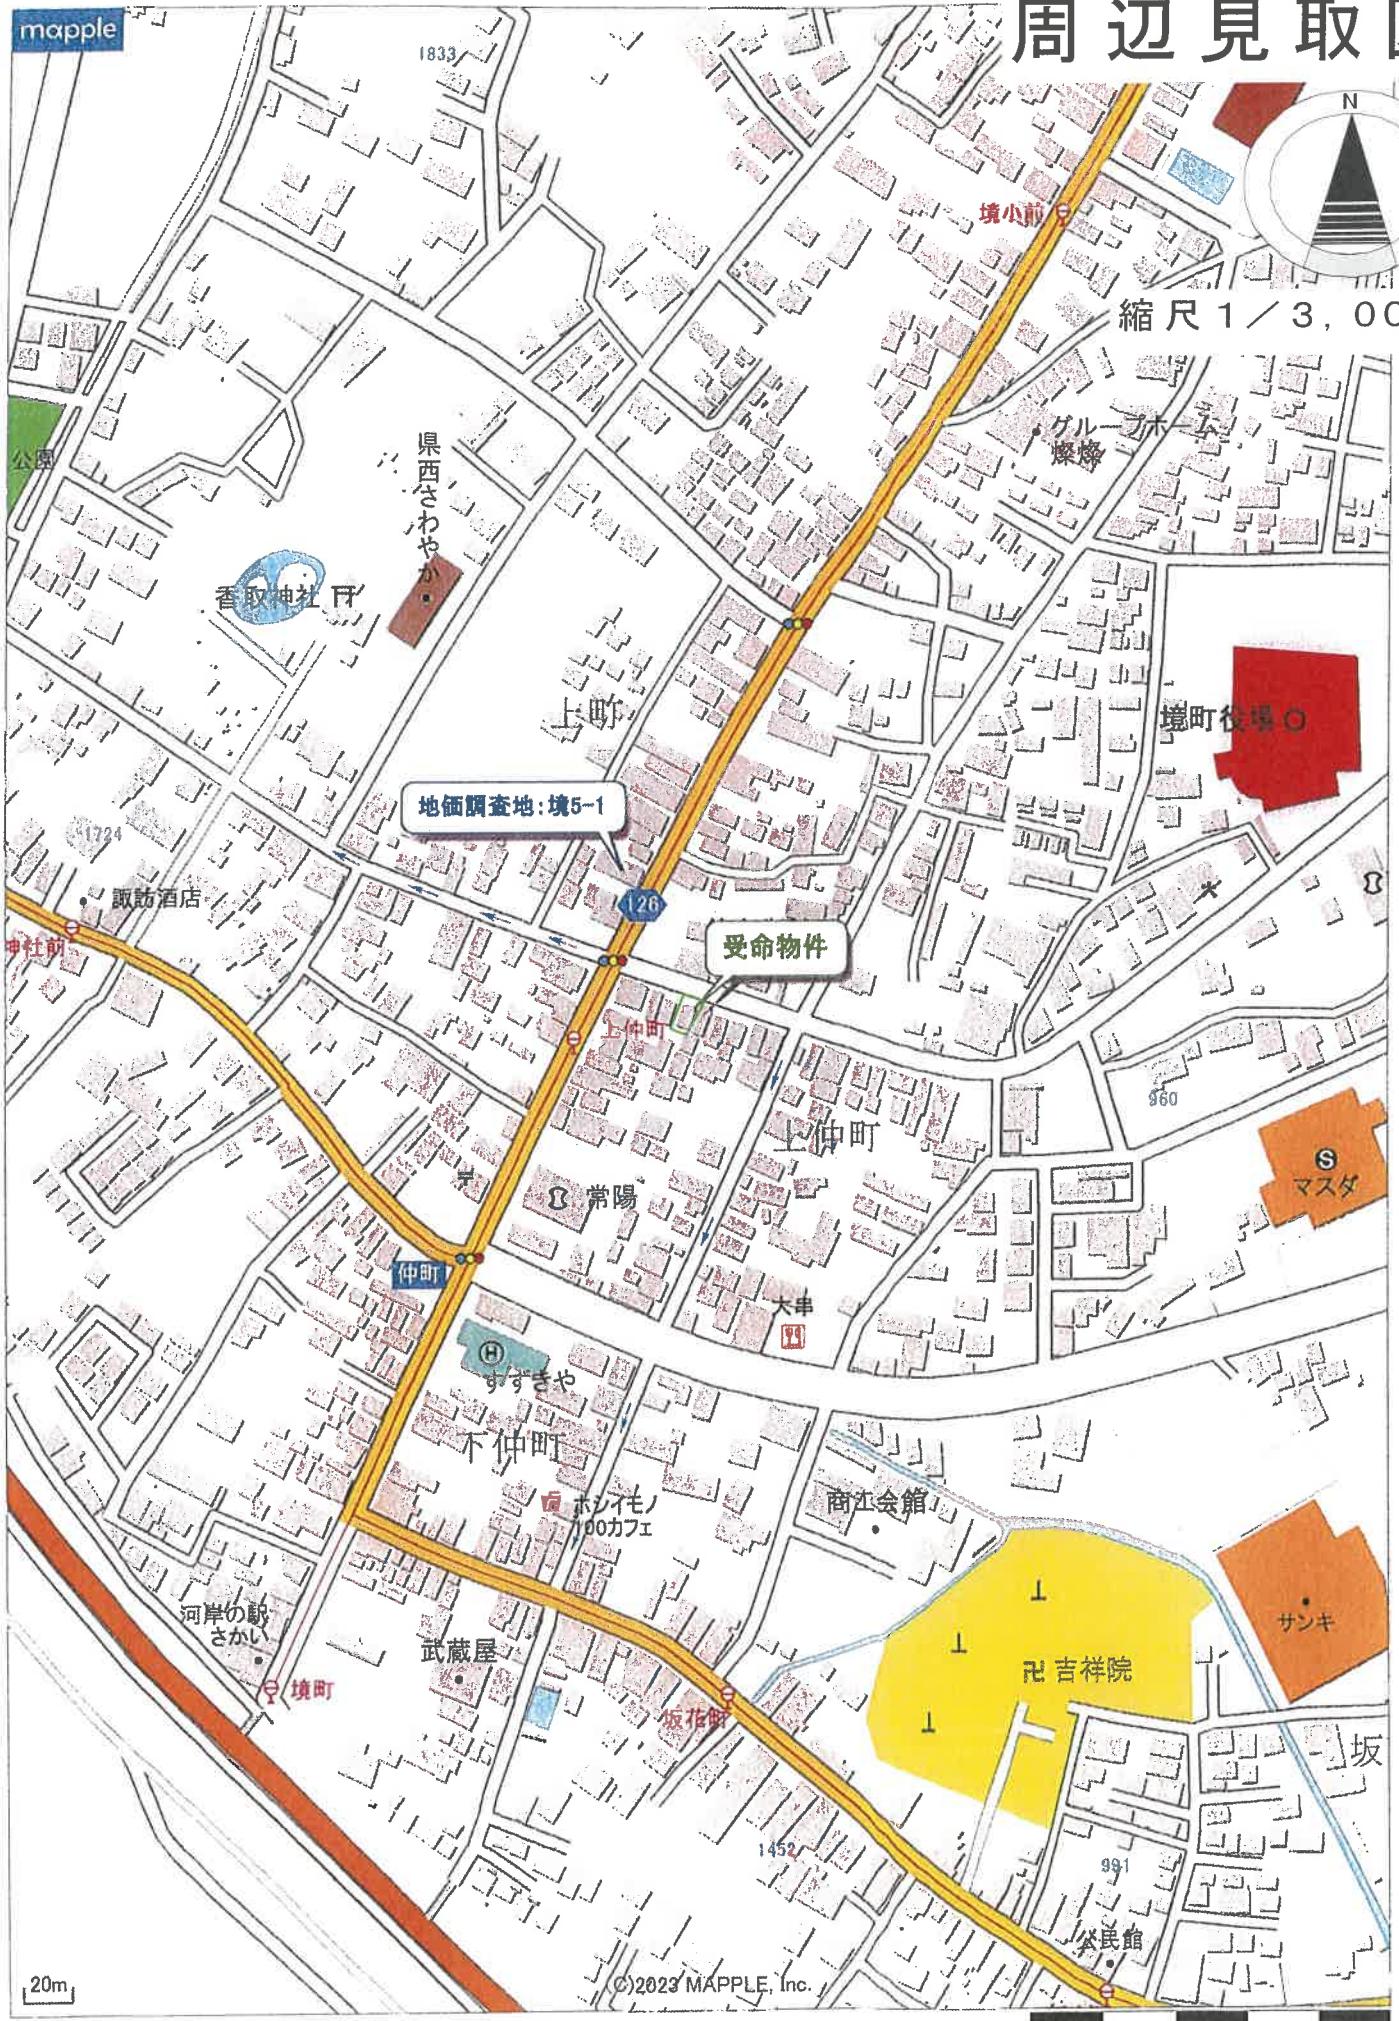 mapple
周辺見取
1833
N
境小前
縮尺1／3,00
グループホーム
燦燦
公園
県西さわやか
香取神社
上町
境町役場
地価調査地:境5-1
1724
諏訪酒店
126
神社前
受命物件
上仲町
960
上仲町
S
マスダ
常陽
仲町
大串
H
すずきや
下仲町
ホシイモノ
100カフェ
商工会館
サンキ
河岸の駅
さかい
武蔵屋
卍 吉祥院
境町
坂花町
坂
1452
991
公民館
20m
(C)2023 MAPPLE, Inc.